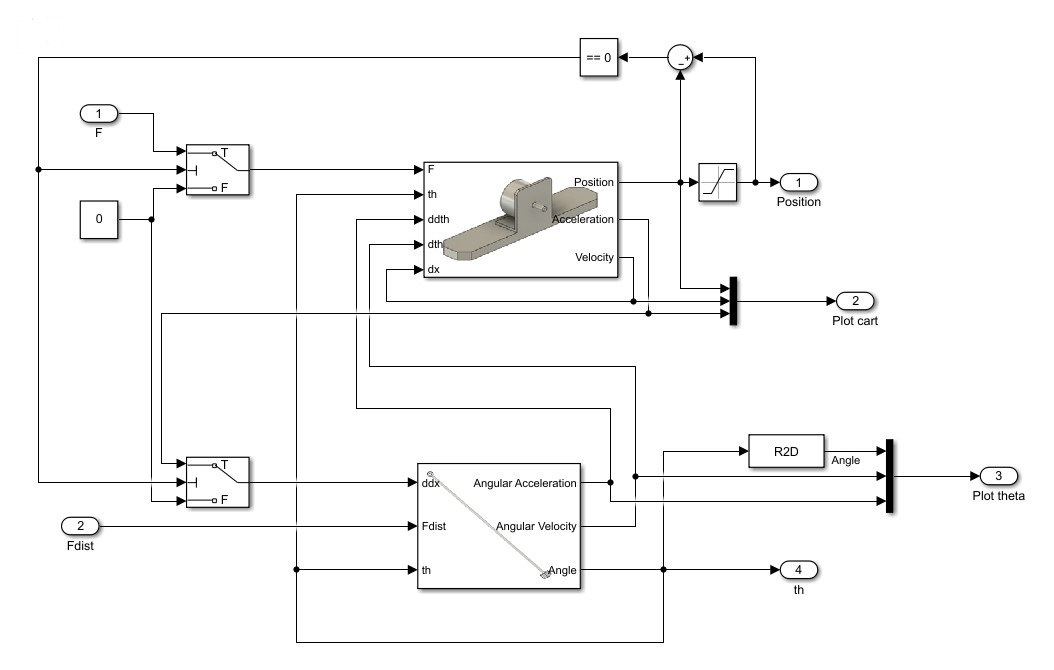 == 0
− +
1
F
T
F
0
F
th
ddth
dth
dx
Position
Acceleration
Velocity
1
Position
2
Plot cart
T
F
2
Fdist
ddx
Fdist
th
Angular Acceleration
Angular Velocity
Angle
R2D
Angle
3
Plot theta
4
th